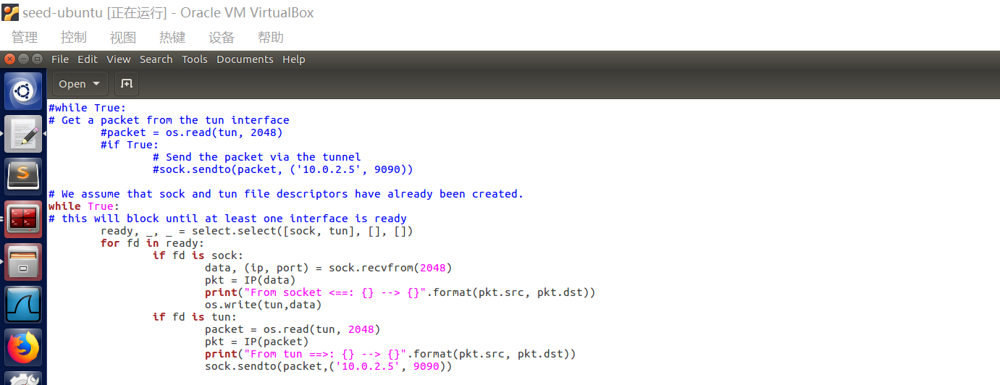 seed-ubuntu [正在运行] - Oracle VM VirtualBox
管理 控制 视图 热键 设备 帮助
File Edit View Search Tools Documents Help
Open
#while True:
# Get a packet from the tun interface
        #packet = os.read(tun, 2048)
        #if True:
                # Send the packet via the tunnel
                #sock.sendto(packet, ('10.0.2.5', 9090))

# We assume that sock and tun file descriptors have already been created.
while True:
# this will block until at least one interface is ready
        ready, _, _ = select.select([sock, tun], [], [])
        for fd in ready:
                if fd is sock:
                        data, (ip, port) = sock.recvfrom(2048)
                        pkt = IP(data)
                        print("From socket <==: {} --> {}".format(pkt.src, pkt.dst))
                        os.write(tun,data)
                if fd is tun:
                        packet = os.read(tun, 2048)
                        pkt = IP(packet)
                        print("From tun ==>: {} --> {}".format(pkt.src, pkt.dst))
                        sock.sendto(packet,('10.0.2.5', 9090))